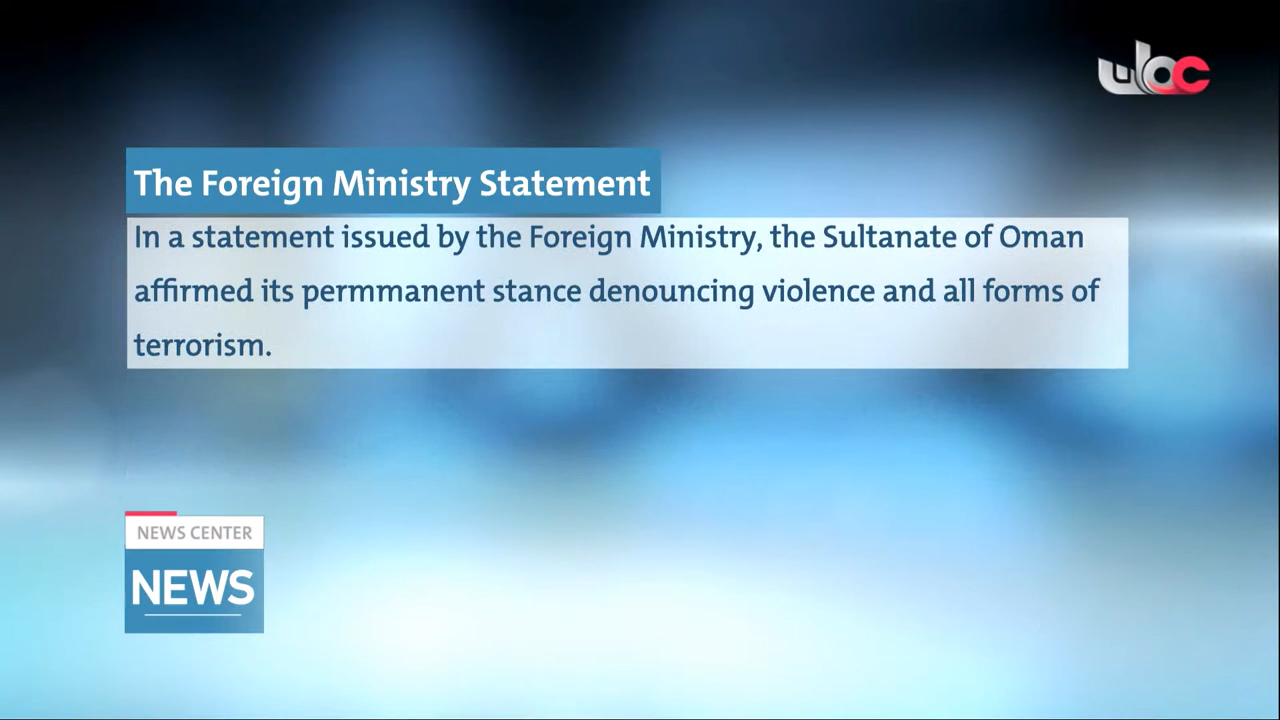 The Foreign Ministry Statement
In a statement issued by the Foreign Ministry, the Sultanate of Oman
affirmed its permmanent stance denouncing violence and all forms of
terrorism.
NEWS CENTER
NEWS